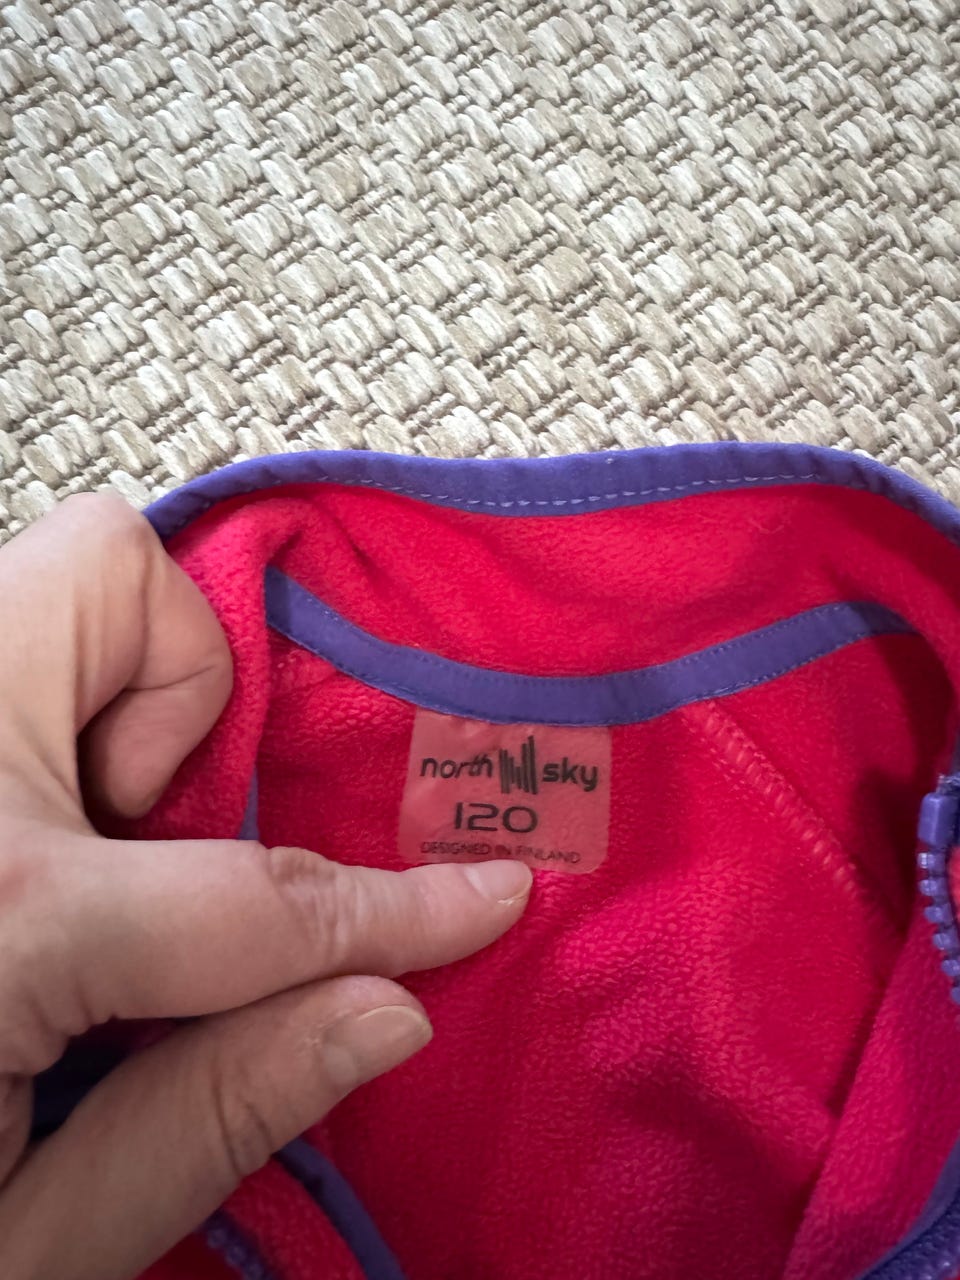 north sky
120
DESIGNED IN FINLAND